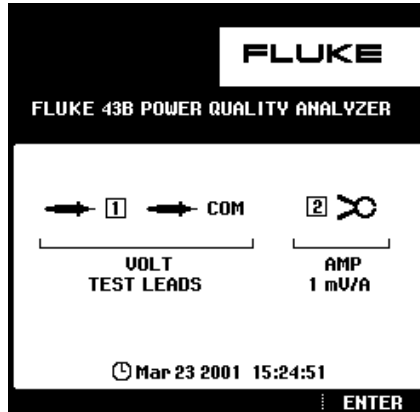 FLUKE
FLUKE 43B POWER QUALITY ANALYZER
1 COM 2
VOLT AMP
TEST LEADS 1 mV/A
Mar 23 2001 15:24:51
ENTER